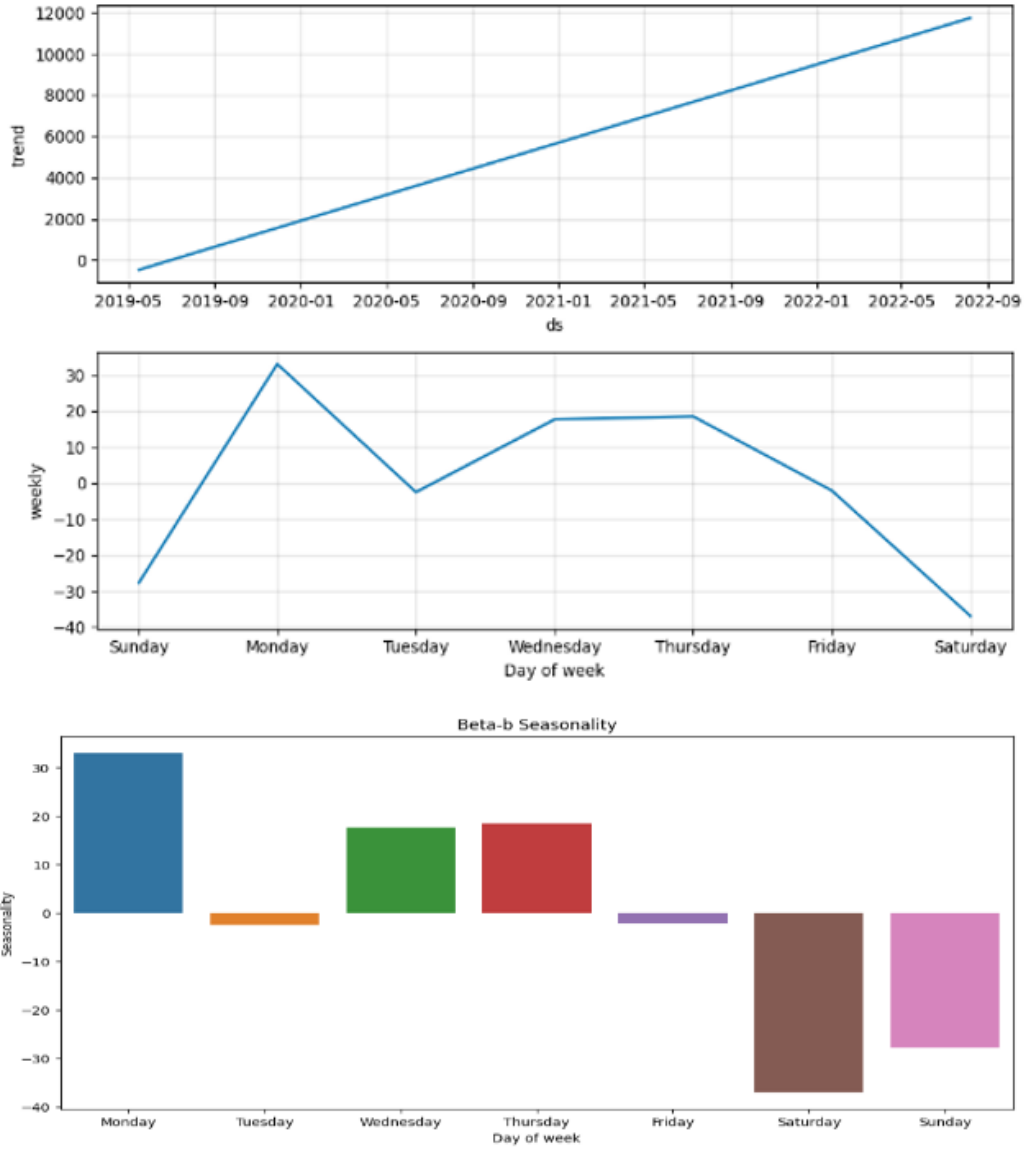 12000
10000
8000
6000
4000
2000
0
trend
2019-05 2019-09 2020-01 2020-05 2020-09 2021-01 2021-05 2021-09 2022-01 2022-05 2022-09
ds
30
20
10
0
−10
−20
−30
−40
weekly
Sunday Monday Tuesday Wednesday Thursday Friday Saturday
Day of week
Beta-b Seasonality
30
20
10
0
−10
−20
−30
−40
Seasonality
Monday Tuesday Wednesday Thursday Friday Saturday Sunday
Day of week